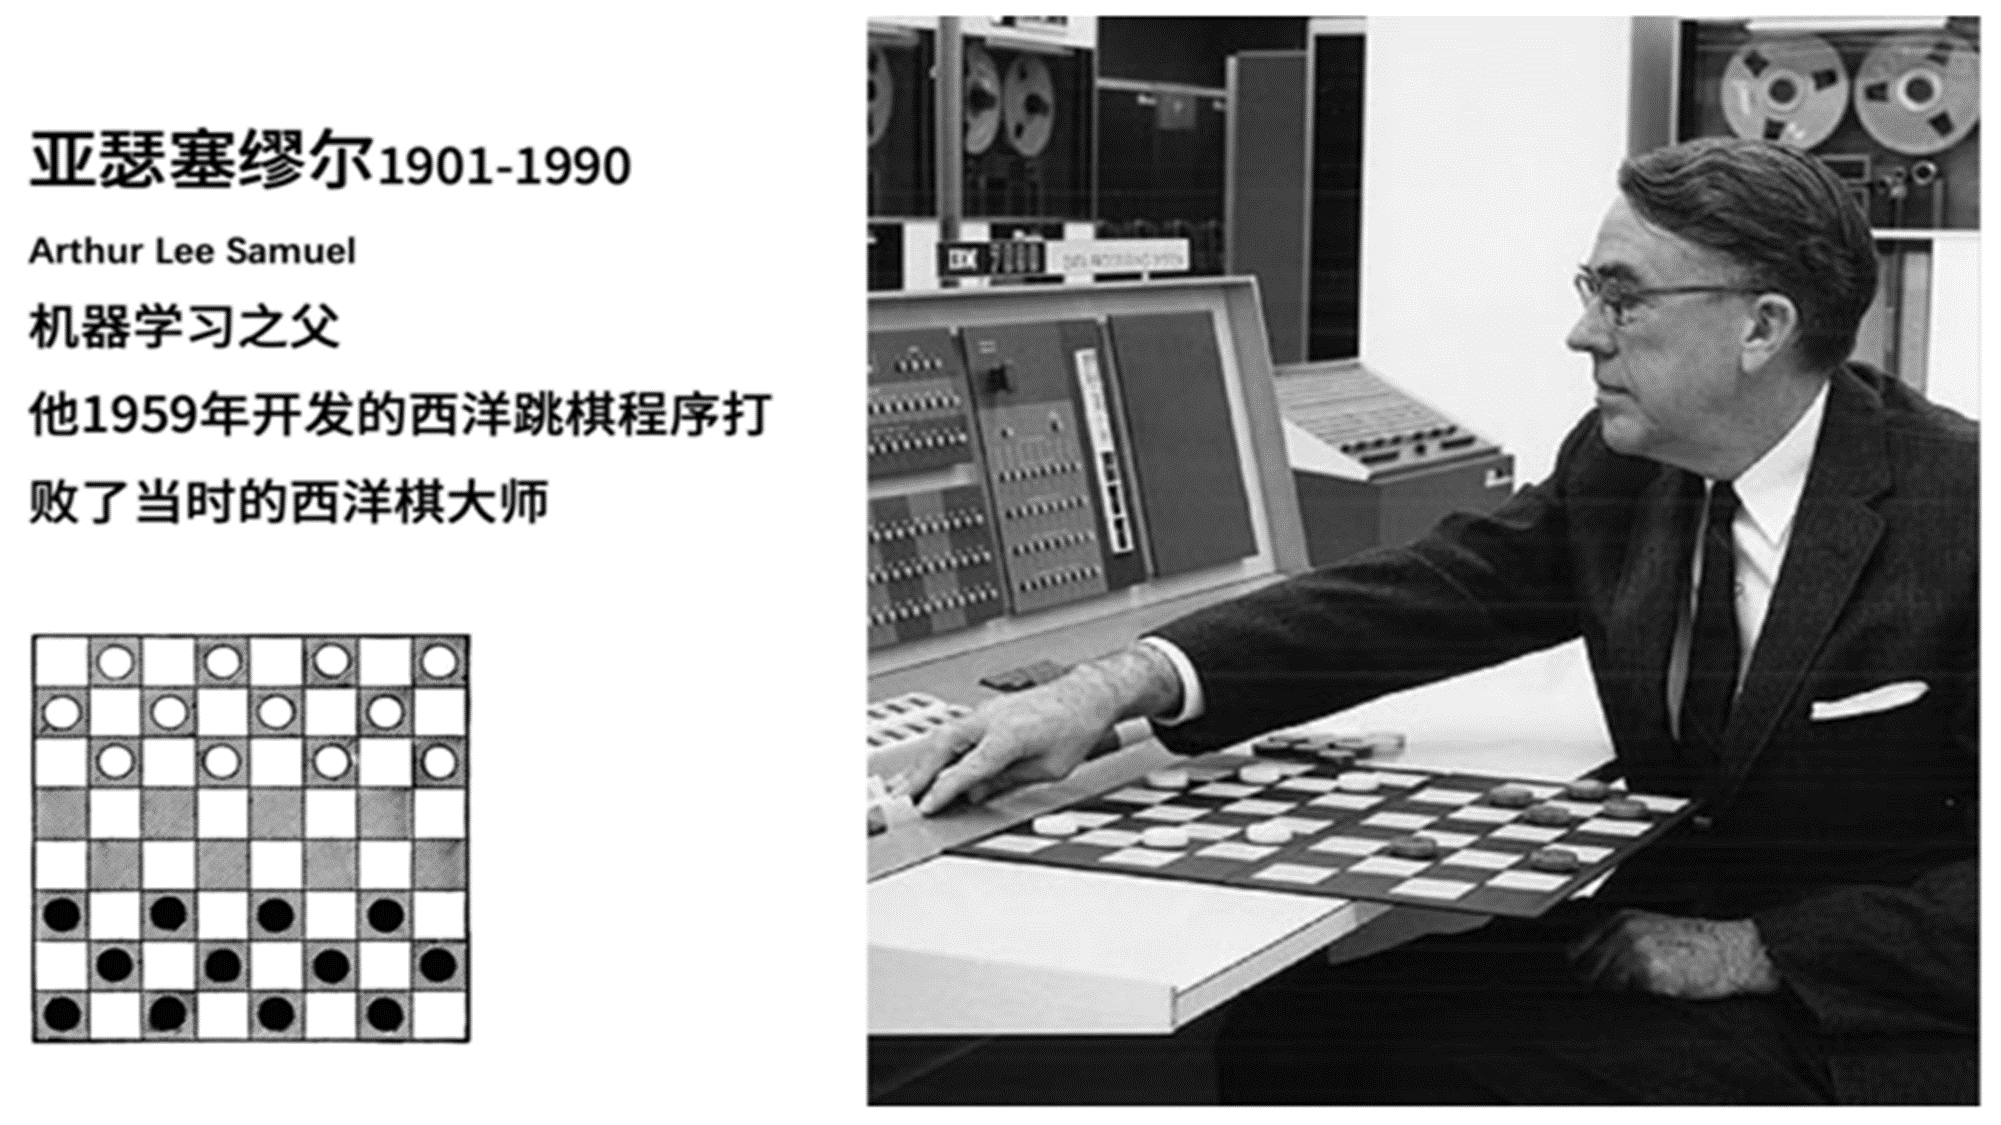 亚瑟塞缪尔1901-1990
Arthur Lee Samuel
机器学习之父
他1959年开发的西洋跳棋程序打
败了当时的西洋棋大师